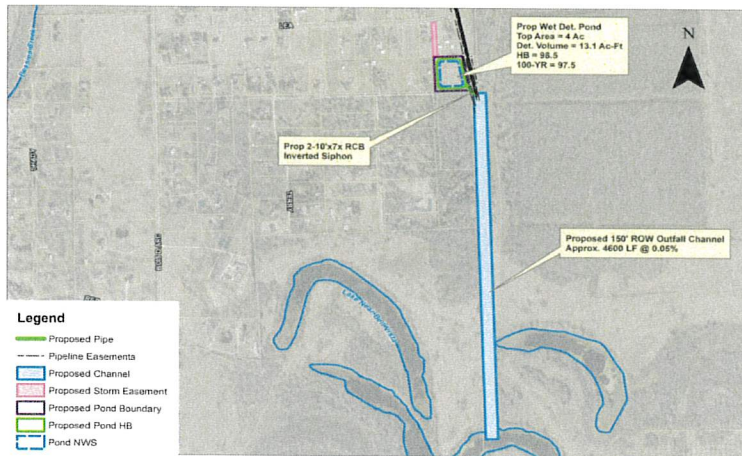 Prop Wet Det. Pond
Top Area = 4 Ac
Det. Volume = 13.1 Ac-Ft
HB = 98.5
100-YR = 97.5
N
Prop 2-10'x7x RCB
Inverted Siphon
Proposed 150' ROW Outfall Channel
Approx. 4600 LF @ 0.05%
Legend
Proposed Pipe
Pipeline Easements
Proposed Channel
Proposed Storm Easement
Proposed Pond Boundary
Proposed Pond HB
Pond NWS